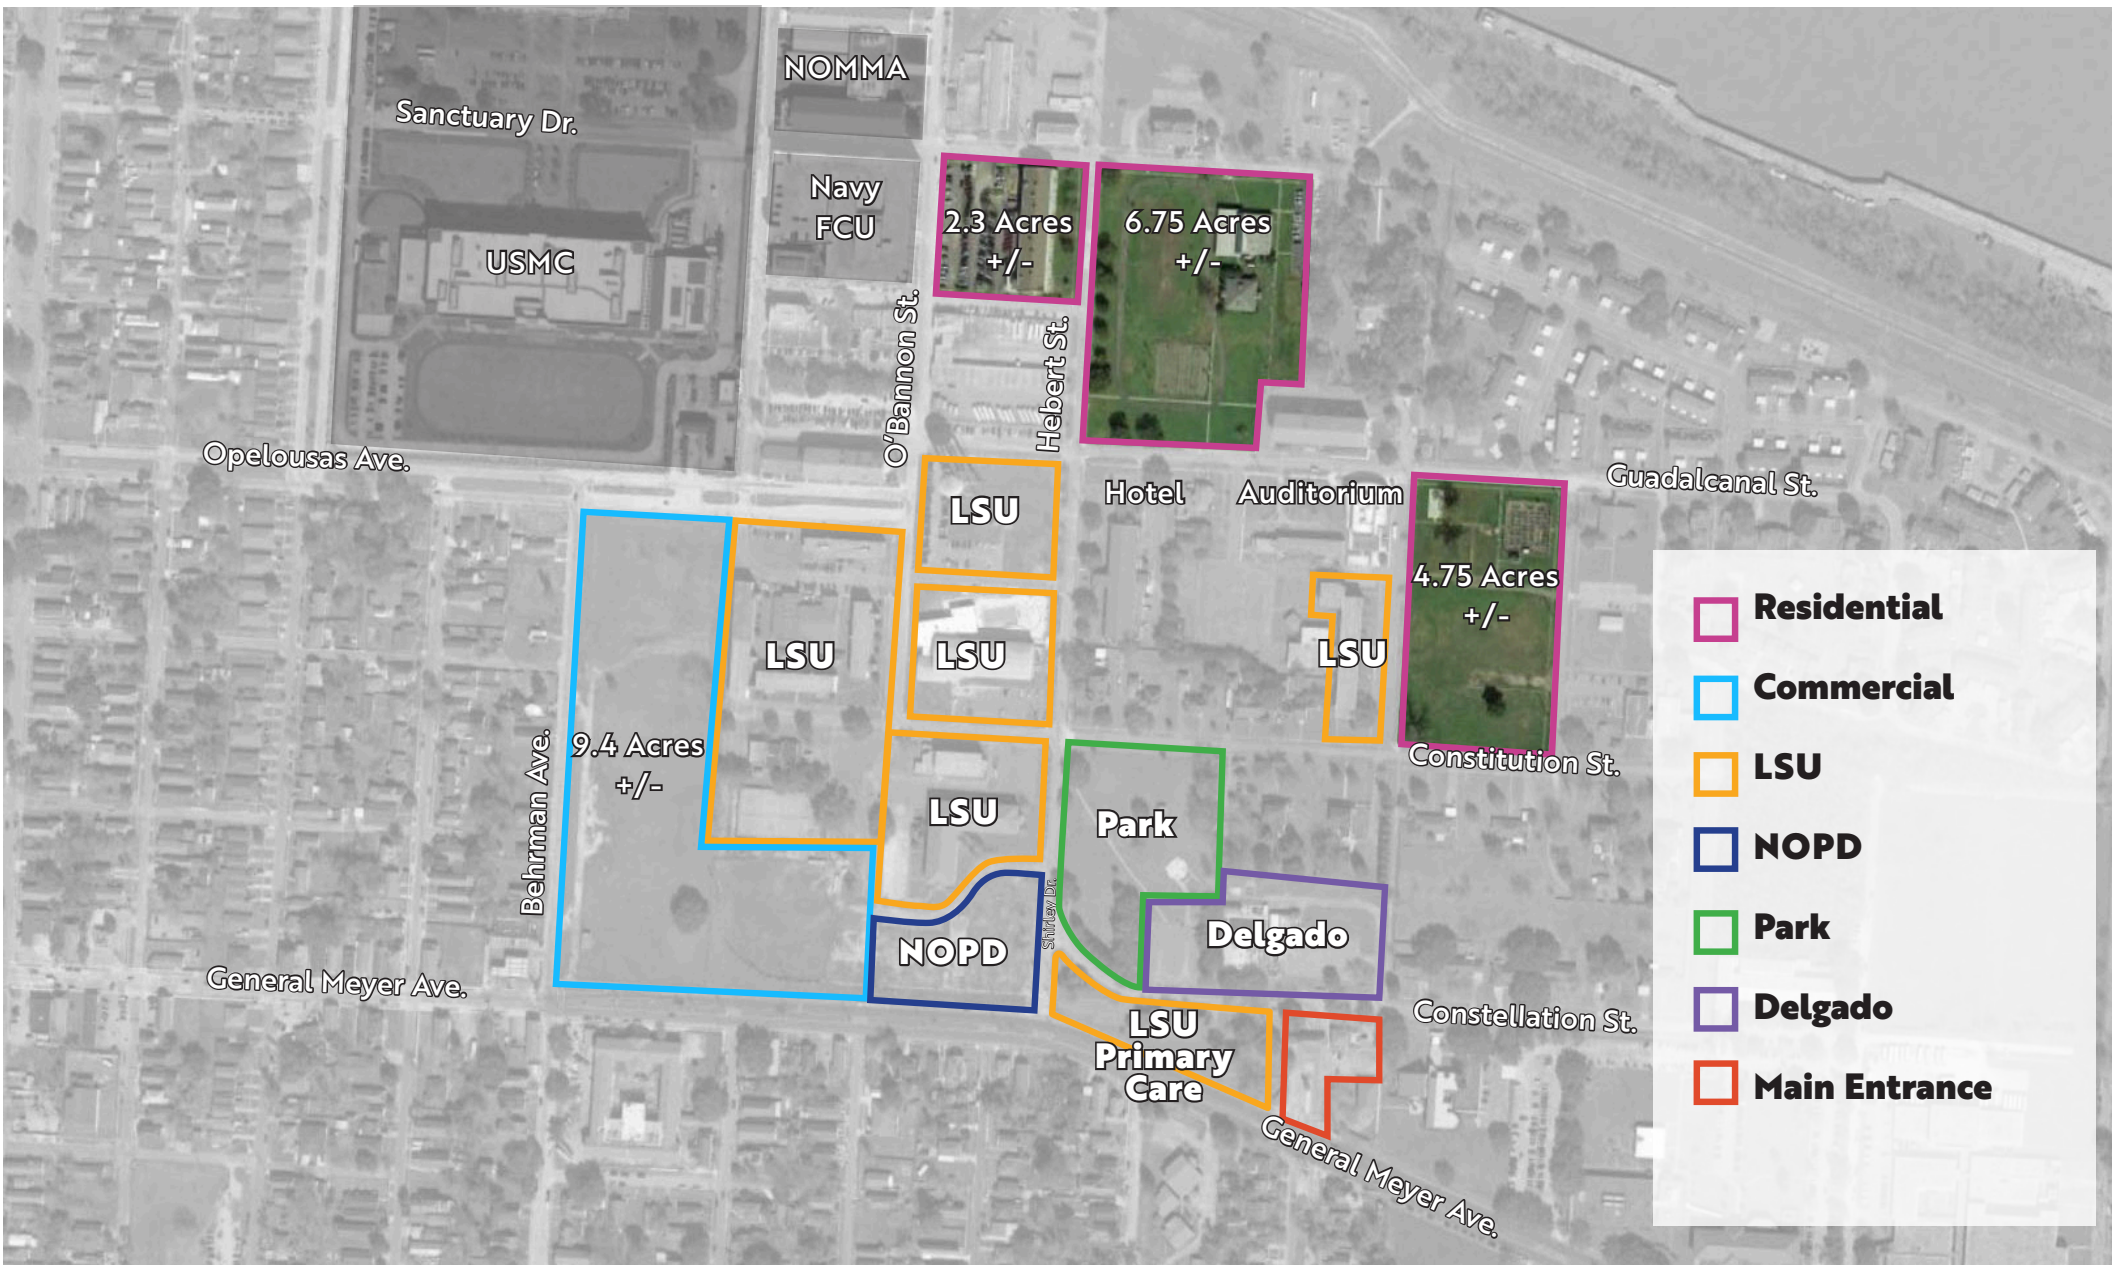 NOMMA
Sanctuary Dr.
Navy
FCU
USMC
2.3 Acres
+/-
6.75 Acres
+/-
O'Bannon St.
Hebert St.
Opelousas Ave.
LSU
Hotel
Auditorium
Guadalcanal St.
4.75 Acres
+/-
LSU
LSU
LSU
9.4 Acres
+/-
Behrman Ave.
Constitution St.
LSU
Park
Shirley Dr.
NOPD
Delgado
General Meyer Ave.
LSU
Primary
Care
Constellation St.
General Meyer Ave.
Residential
Commercial
LSU
NOPD
Park
Delgado
Main Entrance